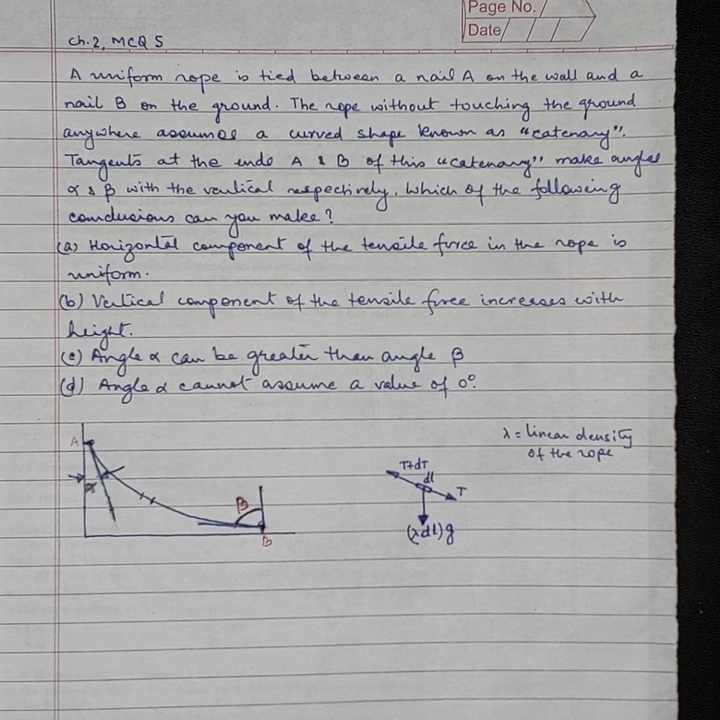 Page No.
Date
Ch. 2, MCQ 5
A uniform rope is tied between a nail A on the wall and a
nail B on the ground. The rope without touching the ground
anywhere assumes a curved shape known as "catenary".
Tangents at the ends A & B of this "catenary" make angles
α & β with the vertical respectively. Which of the following
conclusions can you make?
(a) Horizontal component of the tensile force in the rope is
uniform.
(b) Vertical component of the tensile force increases with
height.
(c) Angle α can be greater than angle β
(d) Angle α cannot assume a value of 0°.
λ = linear density
of the rope
A
α
β
B
T+dT
dl
T
(λdl)g